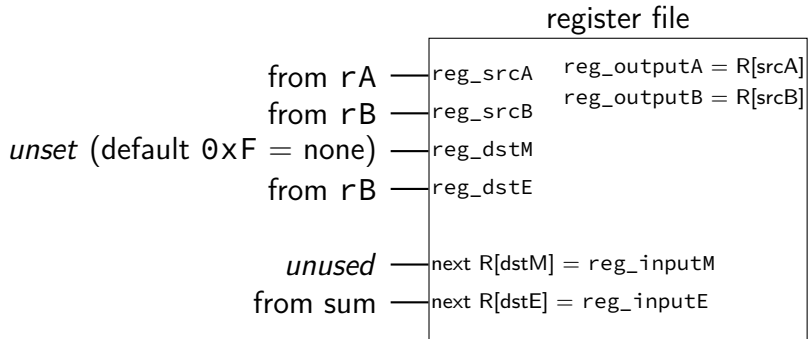 register file
from rA reg_srcA reg_outputA = R[srcA]
from rB reg_srcB reg_outputB = R[srcB]
unset (default 0xF = none) reg_dstM
from rB reg_dstE
unused next R[dstM] = reg_inputM
from sum next R[dstE] = reg_inputE